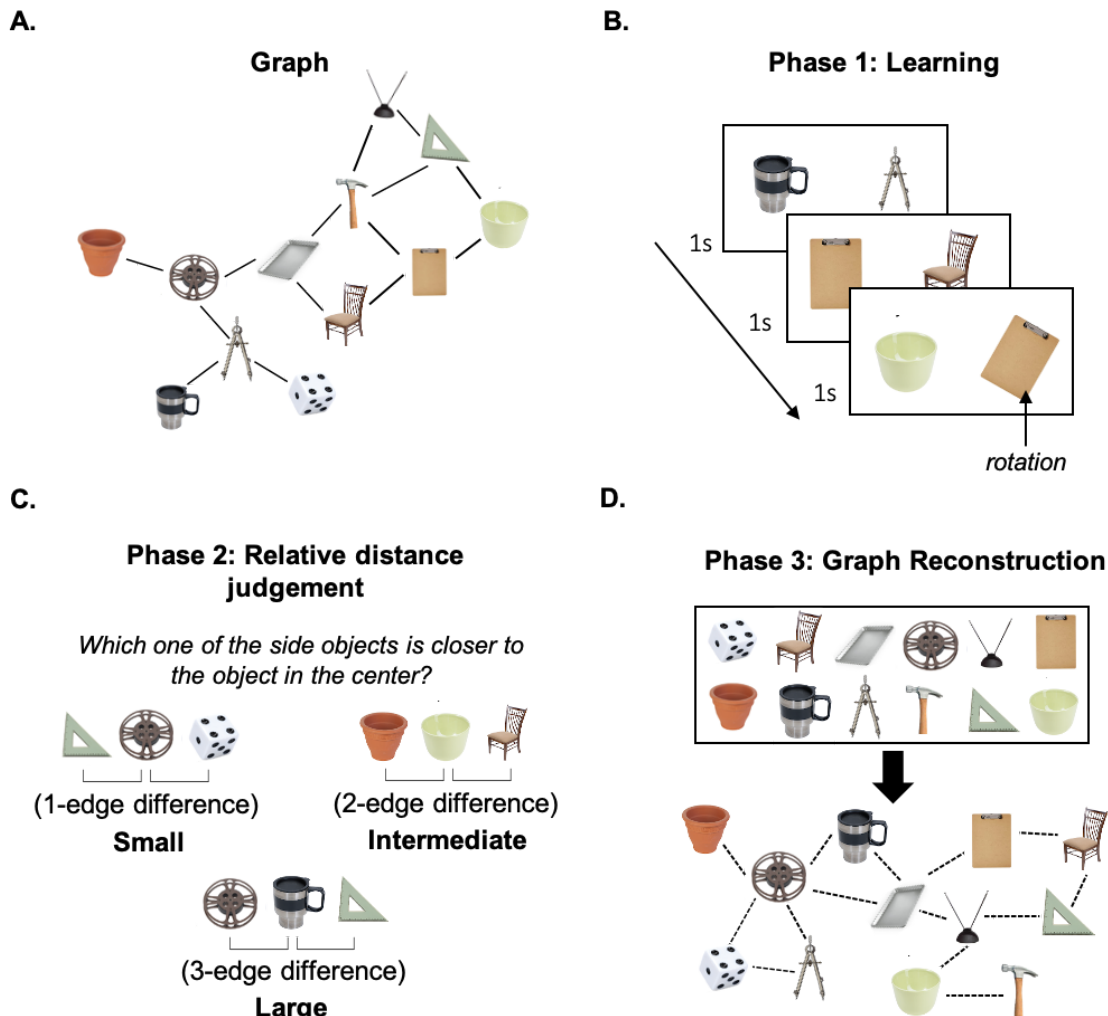 A.
Graph
B.
Phase 1: Learning
1s
1s
1s
rotation
C.
Phase 2: Relative distance
judgement
Which one of the side objects is closer to
the object in the center?
(1-edge difference)
Small
(2-edge difference)
Intermediate
(3-edge difference)
Large
D.
Phase 3: Graph Reconstruction